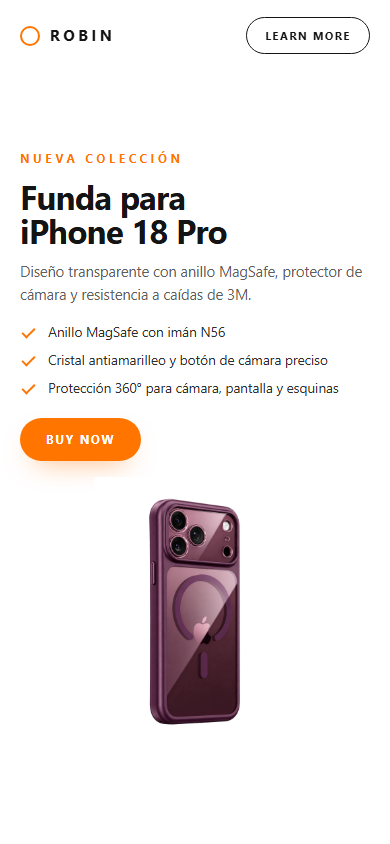 ROBIN
LEARN MORE
NUEVA COLECCIÓN
Funda para
iPhone 18 Pro
Diseño transparente con anillo MagSafe, protector de
cámara y resistencia a caídas de 3M.
Anillo MagSafe con imán N56
Cristal antiamarilleo y botón de cámara preciso
Protección 360° para cámara, pantalla y esquinas
BUY NOW